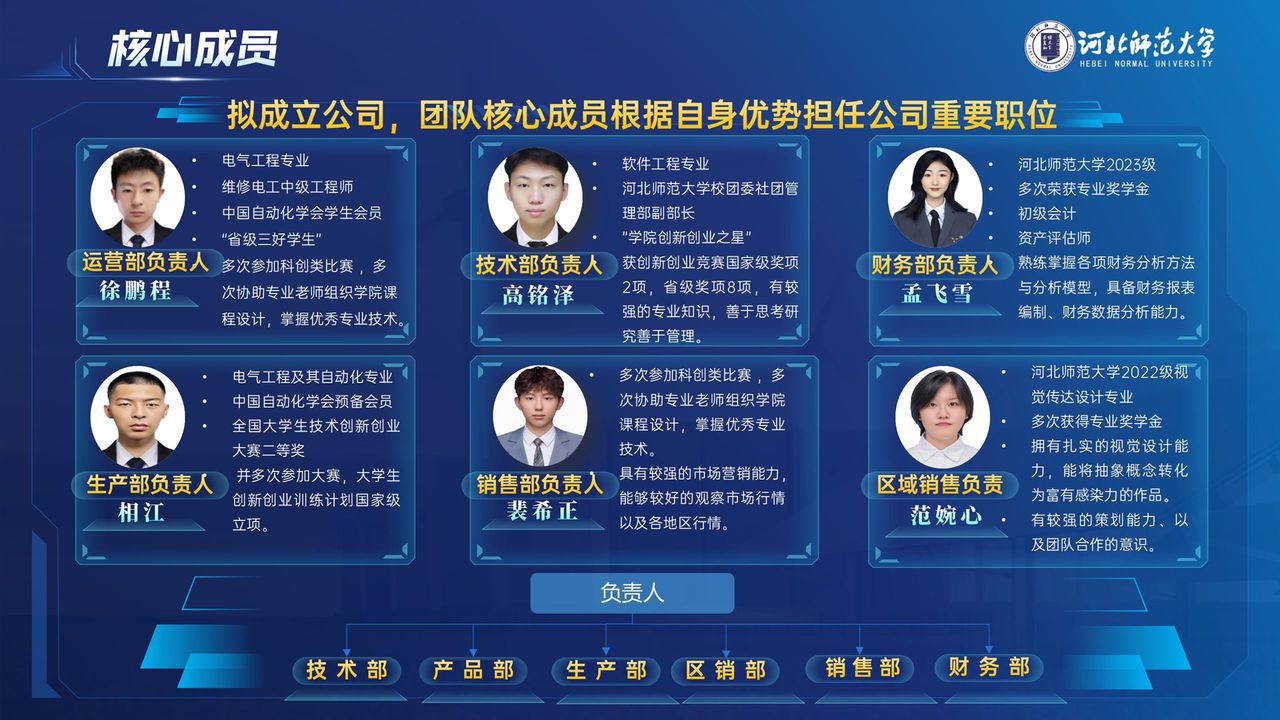 核心成员
河北师范大学
HEBEI NORMAL UNIVERSITY
拟成立公司，团队核心成员根据自身优势担任公司重要职位
运营部负责人
徐鹏程
• 电气工程专业
• 维修电工中级工程师
• 中国自动化学会学生会员
• “省级三好学生”
• 多次参加科创类比赛 ，多
次协助专业老师组织学院课
程设计，掌握优秀专业技术。
技术部负责人
高铭泽
• 软件工程专业
• 河北师范大学校团委社团管
理部副部长
• “学院创新创业之星”
• 获创新创业竞赛国家级奖项
2项，省级奖项8项，有较
强的专业知识，善于思考研
究善于管理。
财务部负责人
孟飞雪
• 河北师范大学2023级
• 多次荣获专业奖学金
• 初级会计
• 资产评估师
• 熟练掌握各项财务分析方法
与分析模型，具备财务报表
编制、财务数据分析能力。
生产部负责人
相江
• 电气工程及其自动化专业
• 中国自动化学会预备会员
• 全国大学生技术创新创业
大赛二等奖
• 并多次参加大赛，大学生
创新创业训练计划国家级
立项。
销售部负责人
裴希正
• 多次参加科创类比赛 ，多
次协助专业老师组织学院
课程设计，掌握优秀专业
技术。
• 具有较强的市场营销能力，
能够较好的观察市场行情
以及各地区行情。
区域销售负责
范婉心
• 河北师范大学2022级视
觉传达设计专业
• 多次获得专业奖学金
• 拥有扎实的视觉设计能
力，能将抽象概念转化
为富有感染力的作品。
• 有较强的策划能力、以
及团队合作的意识。
负责人
技术部
产品部
生产部
区销部
销售部
财务部